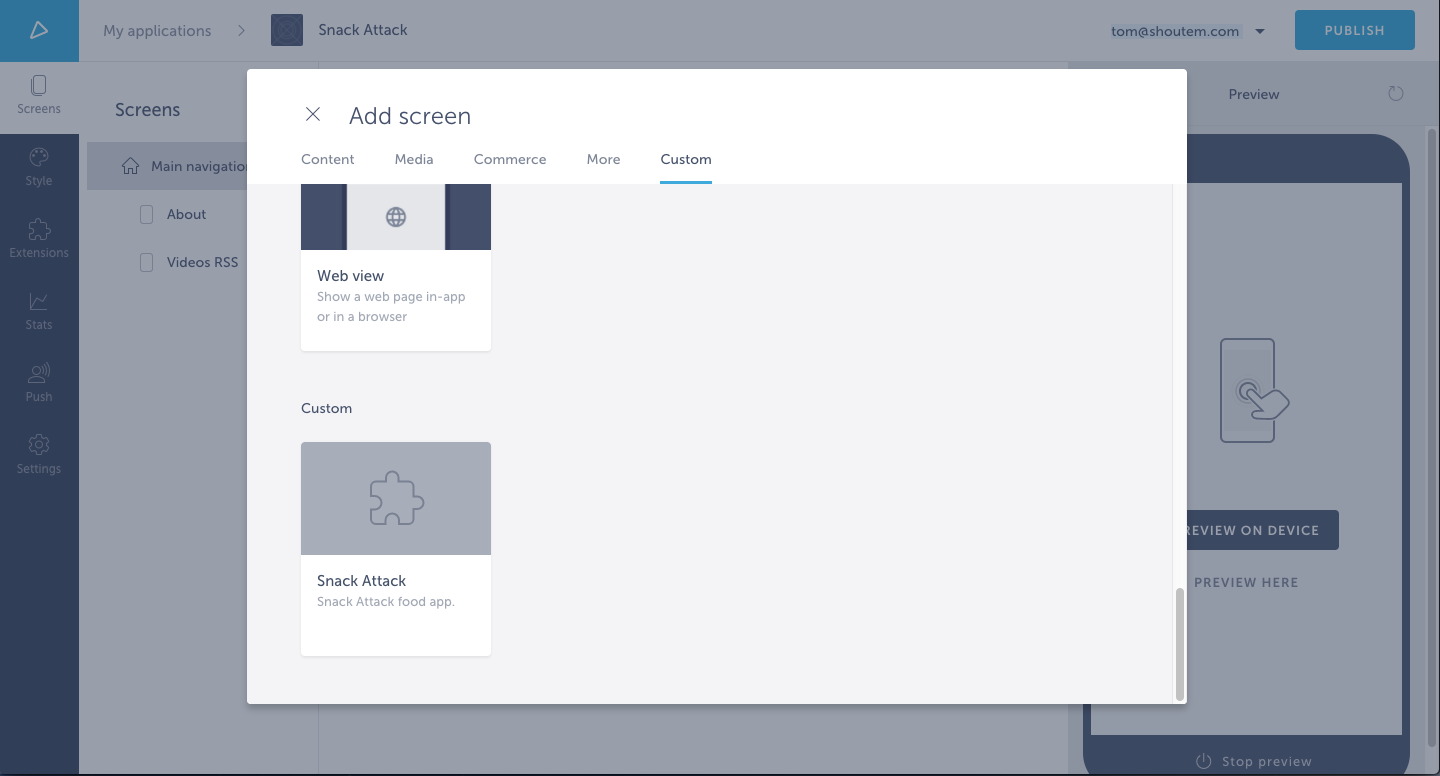 My applications
Snack Attack
tom@shoutem.com
PUBLISH
Screens
Style
Extensions
Stats
Push
Settings
Screens
Main navigation
About
Videos RSS
Add screen
Content
Media
Commerce
More
Custom
Web view
Show a web page in-app
or in a browser
Custom
Snack Attack
Snack Attack food app.
Preview
REVIEW ON DEVICE
PREVIEW HERE
Stop preview